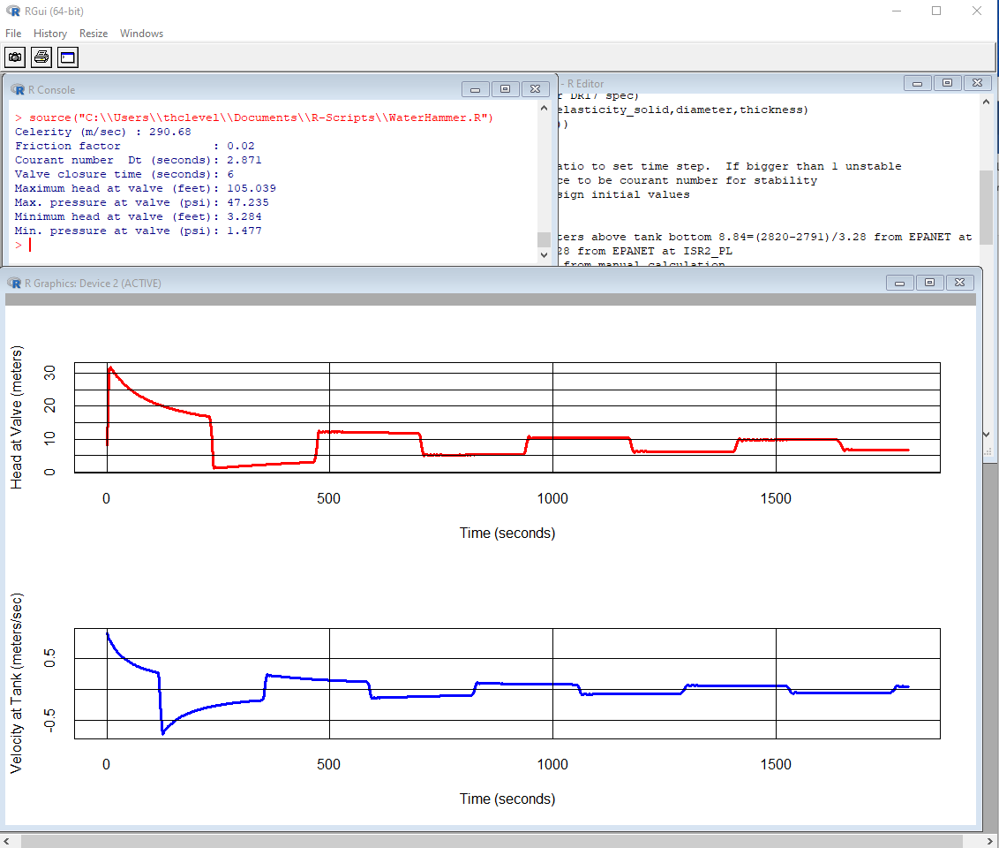 RGui (64-bit)
File History Resize Windows
R Console
> source("C:\\Users\\thclevel\\Documents\\R-Scripts\\WaterHammer.R")
Celerity (m/sec) : 290.68
Friction factor : 0.02
Courant number Dt (seconds): 2.871
Valve closure time (seconds): 6
Maximum head at valve (feet): 105.039
Max. pressure at valve (psi): 47.235
Minimum head at valve (feet): 3.284
Min. pressure at valve (psi): 1.477
>
- R Editor
DR17 spec)
elasticity_solid,diameter,thickness)
))
atio to set time step. If bigger than 1 unstable
ce to be courant number for stability
sign initial values
ters above tank bottom 8.84=(2820-2791)/3.28 from EPANET at
28 from EPANET at ISR2_PL
from manual calculation
R Graphics: Device 2 (ACTIVE)
Head at Valve (meters)
30
20
10
0
0 500 1000 1500
Time (seconds)
Velocity at Tank (meters/sec)
0.5
-0.5
0 500 1000 1500
Time (seconds)